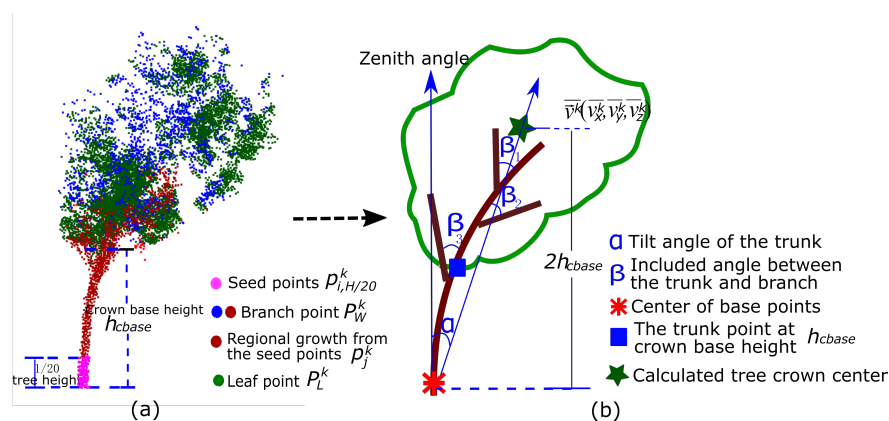 Zenith angle
v̅ᵏ(v̅ₓᵏ,v̅ᵧᵏ,v̅_zᵏ)
β₁
β₂
β₃
α
2h_cbase
Crown base height
h_cbase
1/20
tree height
Seed points p^k_{i,H/20}
Branch point P^k_W
Regional growth from
the seed points p^k_j
Leaf point P^k_L
α Tilt angle of the trunk
β Included angle between
the trunk and branch
Center of base points
The trunk point at
crown base height h_cbase
Calculated tree crown center
(a)
(b)